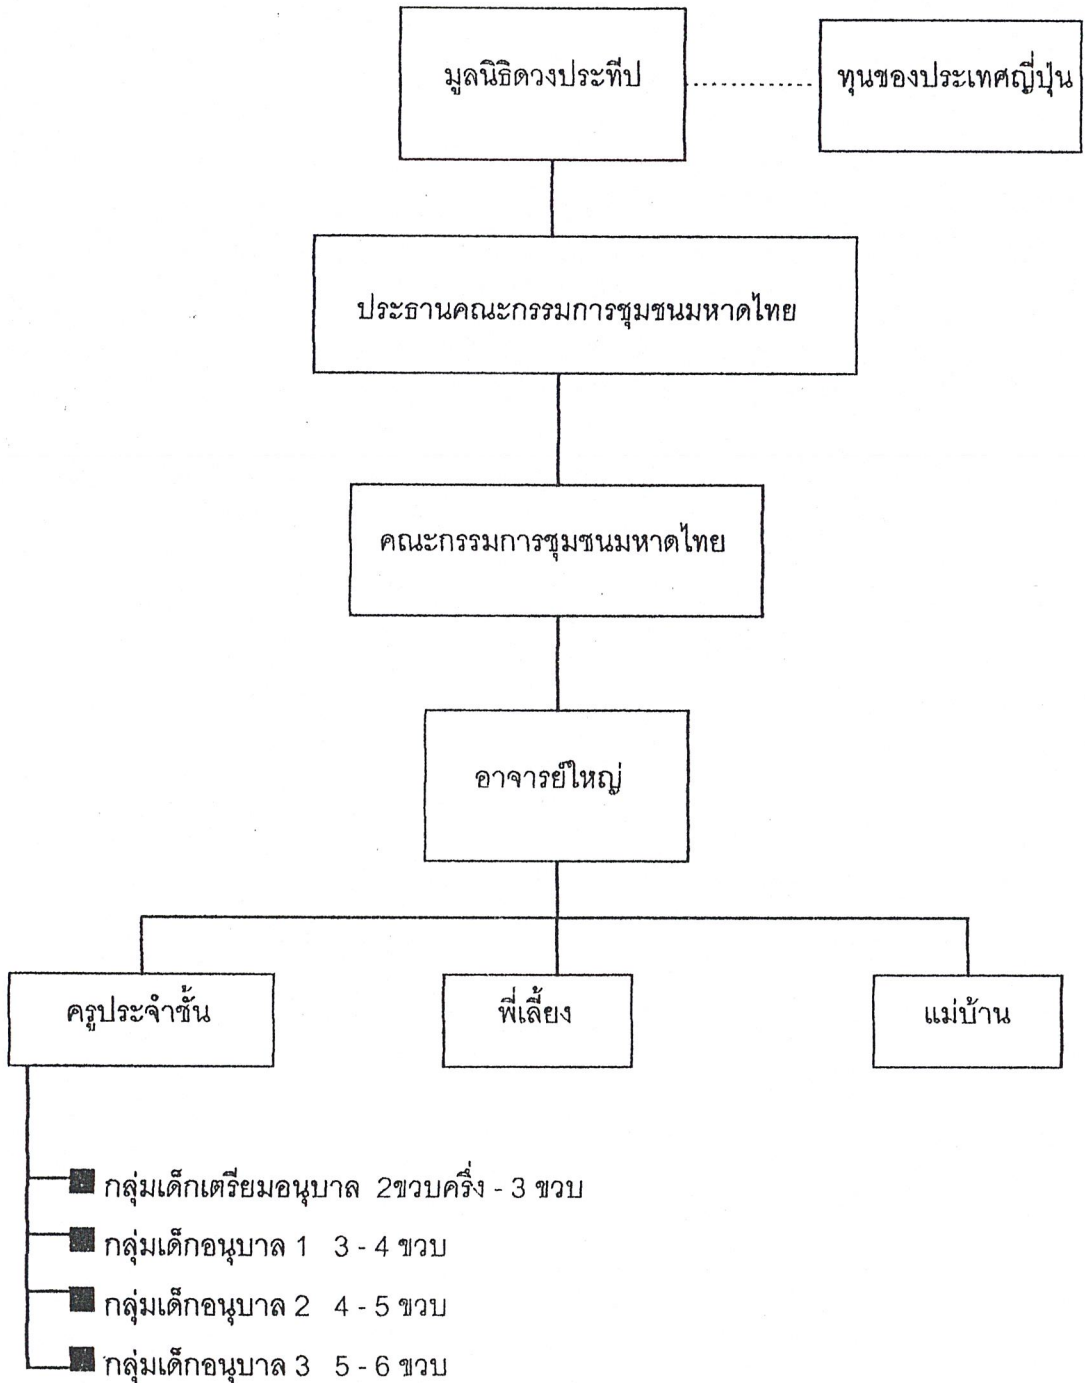 มูลนิธิดวงประทีป
ทุนของประเทศญี่ปุ่น
ประธานคณะกรรมการชุมชนมหาดไทย
คณะกรรมการชุมชนมหาดไทย
อาจารย์ใหญ่
ครูประจำชั้น
พี่เลี้ยง
แม่บ้าน
กลุ่มเด็กเตรียมอนุบาล 2ขวบครึ่ง - 3 ขวบ
กลุ่มเด็กอนุบาล 1 3 - 4 ขวบ
กลุ่มเด็กอนุบาล 2 4 - 5 ขวบ
กลุ่มเด็กอนุบาล 3 5 - 6 ขวบ